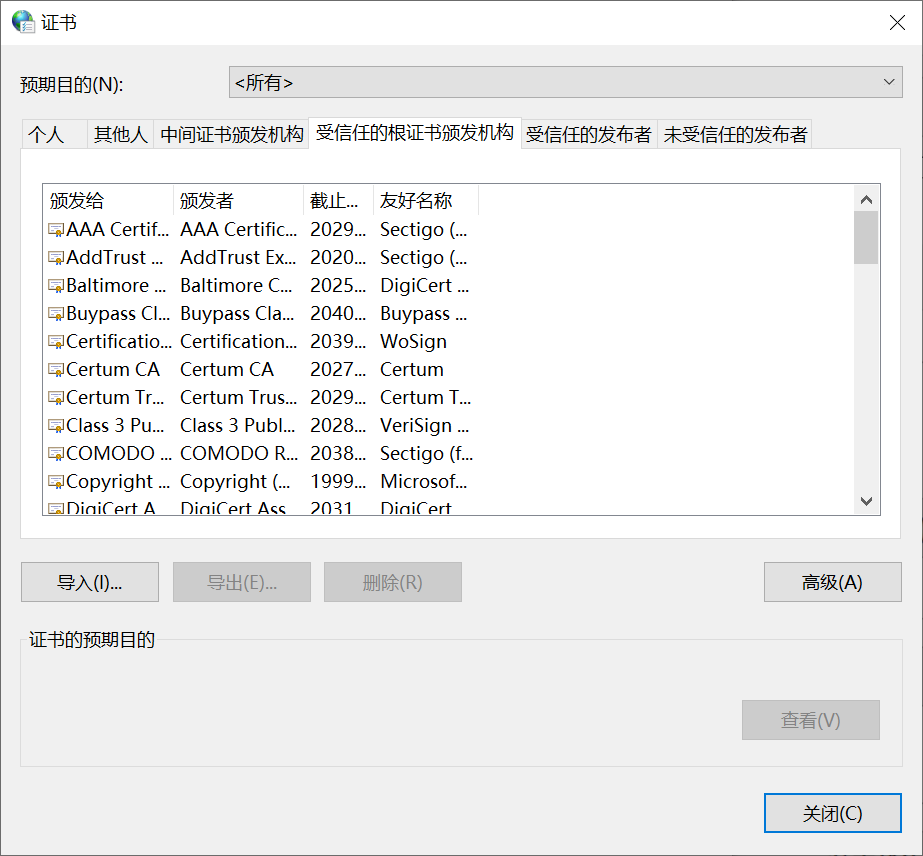 证书
预期目的(N): <所有>
个人 其他人 中间证书颁发机构 受信任的根证书颁发机构 受信任的发布者 未受信任的发布者
颁发给 颁发者 截止... 友好名称
AAA Certif... AAA Certific... 2029... Sectigo (...
AddTrust ... AddTrust Ex... 2020... Sectigo (...
Baltimore ... Baltimore C... 2025... DigiCert ...
Buypass Cl... Buypass Cla... 2040... Buypass ...
Certificatio... Certification... 2039... WoSign
Certum CA Certum CA 2027... Certum
Certum Tr... Certum Trus... 2029... Certum T...
Class 3 Pu... Class 3 Publ... 2028... VeriSign ...
COMODO ... COMODO R... 2038... Sectigo (f...
Copyright ... Copyright (... 1999... Microsof...
DigiCert A DigiCert Ass 2031 DigiCert
导入(I)... 导出(E)... 删除(R) 高级(A)
证书的预期目的
查看(V)
关闭(C)